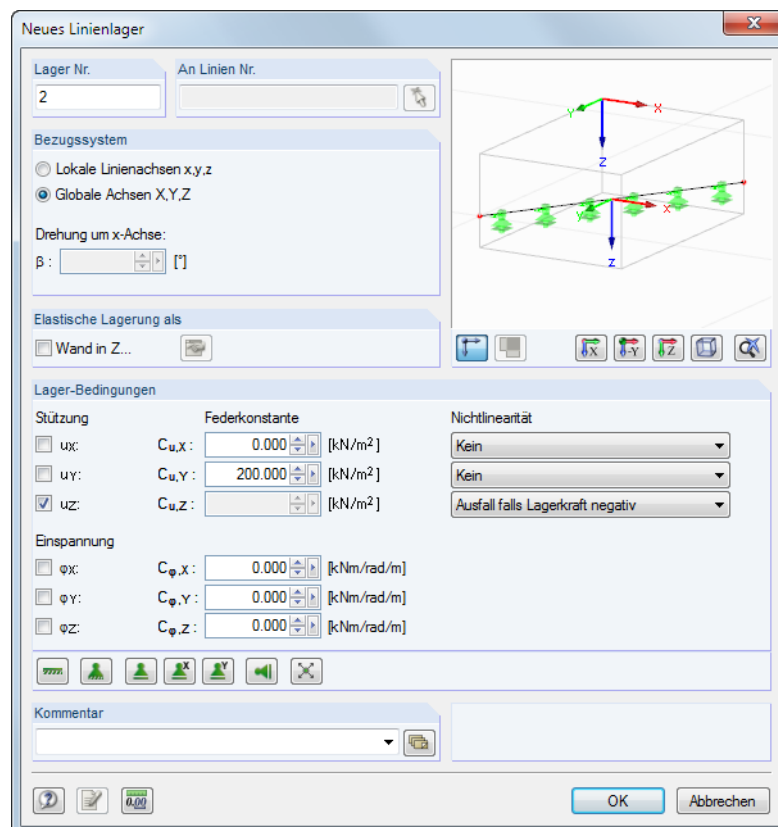 Neues Linienlager
Lager Nr.
An Linien Nr.
2
Bezugssystem
Lokale Linienachsen x,y,z
Globale Achsen X,Y,Z
Drehung um x-Achse:
β : [°]
Y X
Z
Y X
Z
Elastische Lagerung als
Wand in Z...
X -Y Z
Lager-Bedingungen
Stützung Federkonstante Nichtlinearität
uX: Cu,X : 0.000 [kN/m²] Kein
uY: Cu,Y : 200.000 [kN/m²] Kein
uZ: Cu,Z : [kN/m²] Ausfall falls Lagerkraft negativ
Einspannung
φX: Cφ,X : 0.000 [kNm/rad/m]
φY: Cφ,Y : 0.000 [kNm/rad/m]
φZ: Cφ,Z : 0.000 [kNm/rad/m]
X Y
Kommentar
0.00 OK Abbrechen